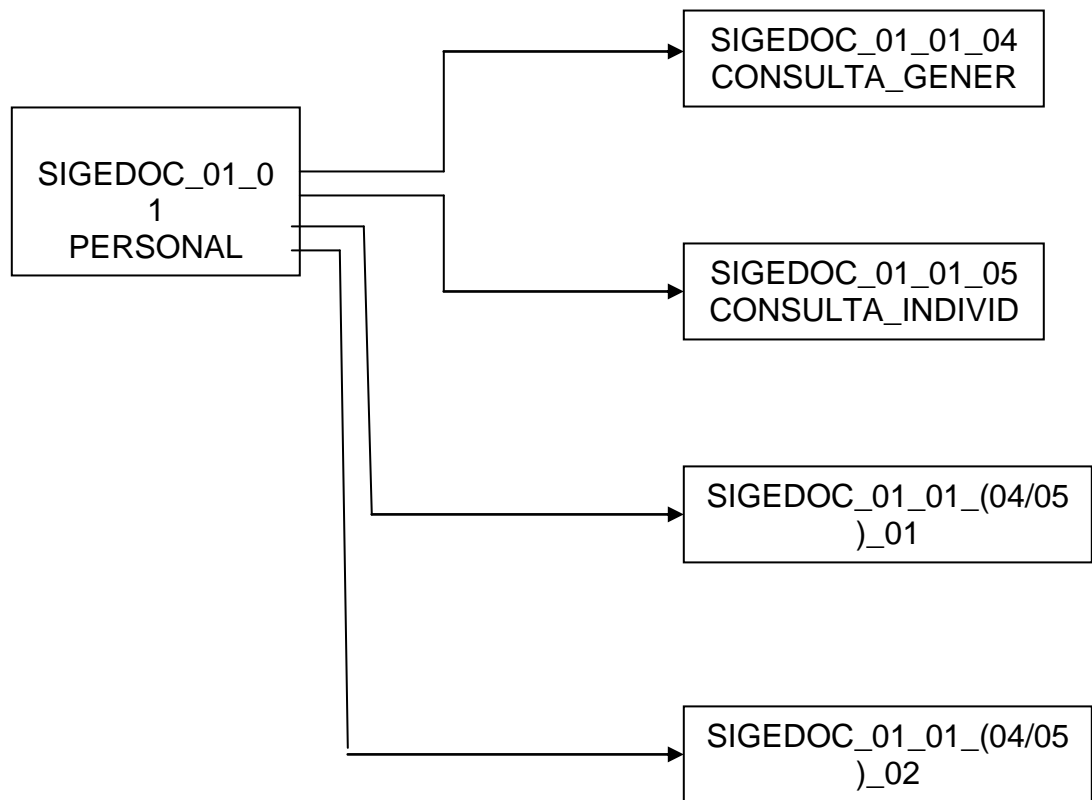 SIGEDOC_01_01_04
CONSULTA_GENER
SIGEDOC_01_0
1
PERSONAL
SIGEDOC_01_01_05
CONSULTA_INDIVID
SIGEDOC_01_01_(04/05
)_01
SIGEDOC_01_01_(04/05
)_02